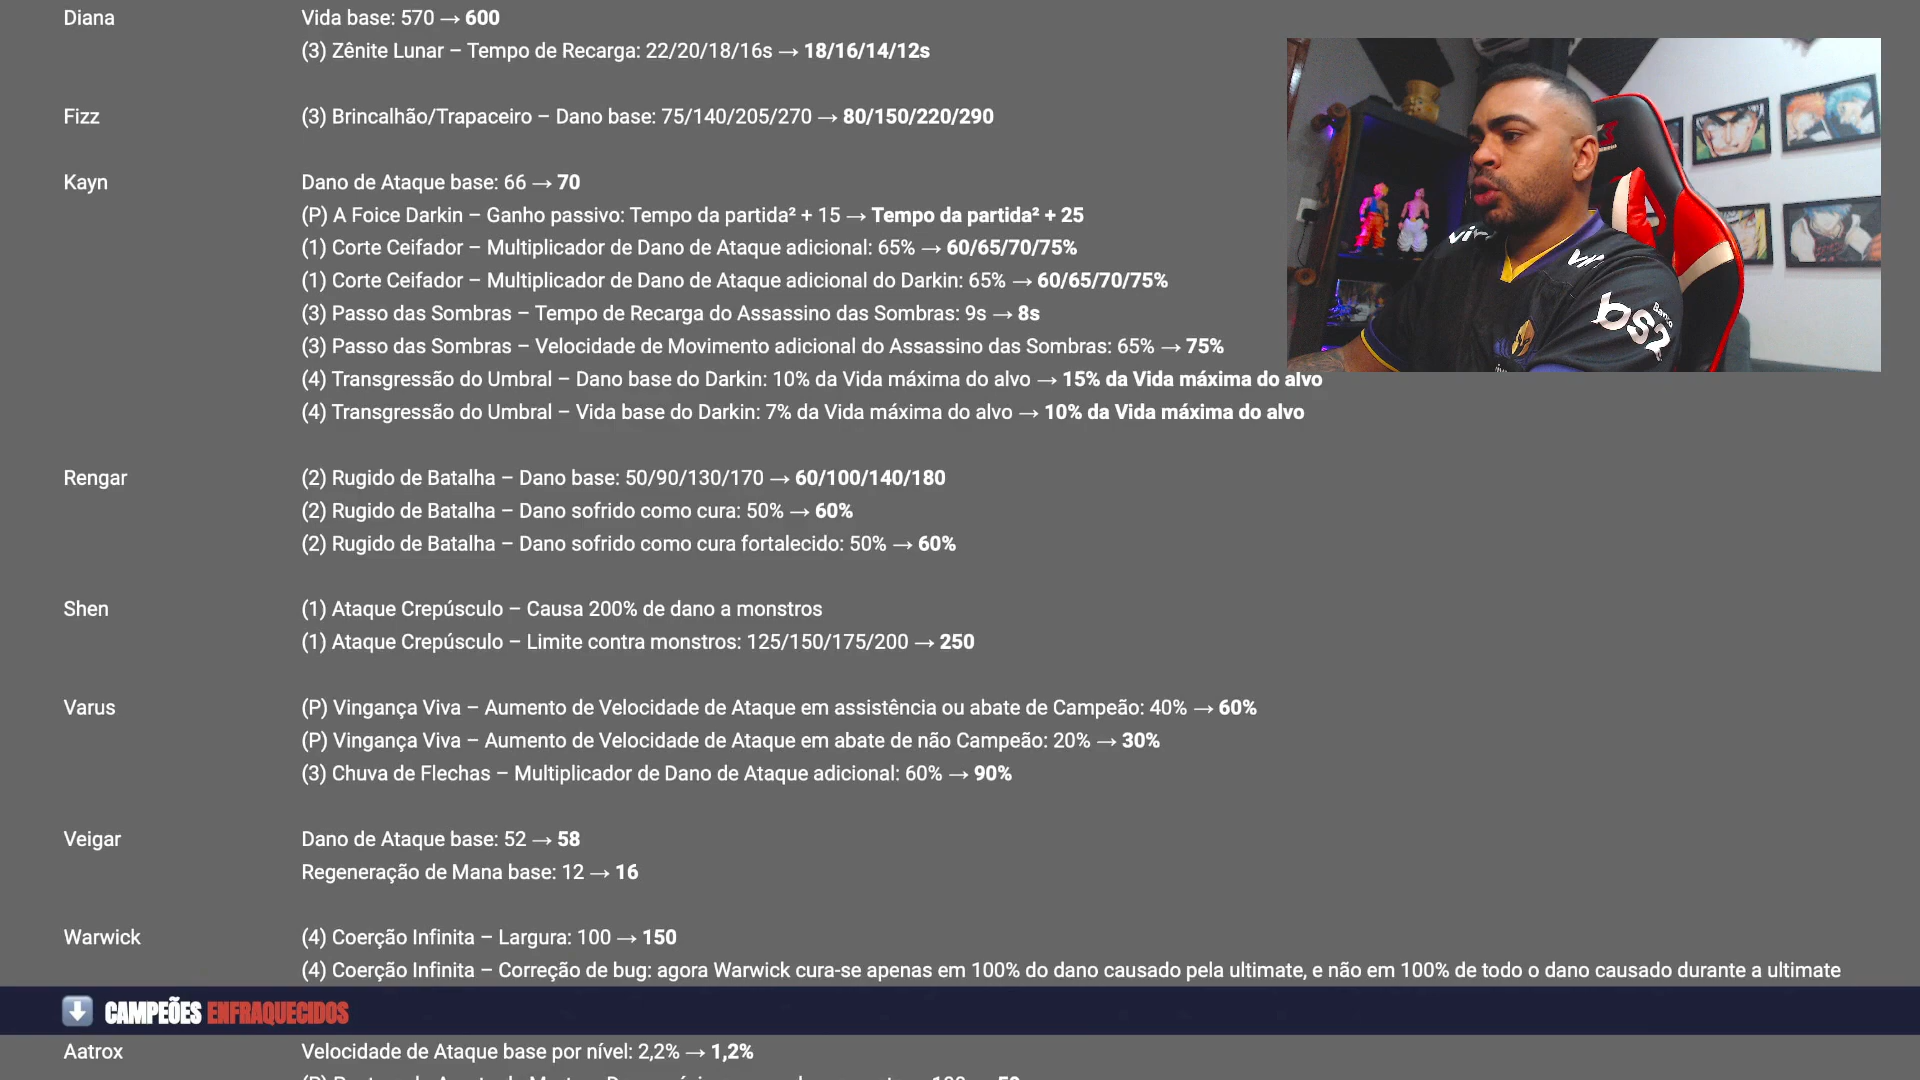 Diana
Vida base: 570 → 600
(3) Zênite Lunar – Tempo de Recarga: 22/20/18/16s → 18/16/14/12s
Fizz
(3) Brincalhão/Trapaceiro – Dano base: 75/140/205/270 → 80/150/220/290
Kayn
Dano de Ataque base: 66 → 70
(P) A Foice Darkin – Ganho passivo: Tempo da partida² + 15 → Tempo da partida² + 25
(1) Corte Ceifador – Multiplicador de Dano de Ataque adicional: 65% → 60/65/70/75%
(1) Corte Ceifador – Multiplicador de Dano de Ataque adicional do Darkin: 65% → 60/65/70/75%
(3) Passo das Sombras – Tempo de Recarga do Assassino das Sombras: 9s → 8s
(3) Passo das Sombras – Velocidade de Movimento adicional do Assassino das Sombras: 65% → 75%
(4) Transgressão do Umbral – Dano base do Darkin: 10% da Vida máxima do alvo → 15% da Vida máxima do alvo
(4) Transgressão do Umbral – Vida base do Darkin: 7% da Vida máxima do alvo → 10% da Vida máxima do alvo
Rengar
(2) Rugido de Batalha – Dano base: 50/90/130/170 → 60/100/140/180
(2) Rugido de Batalha – Dano sofrido como cura: 50% → 60%
(2) Rugido de Batalha – Dano sofrido como cura fortalecido: 50% → 60%
Shen
(1) Ataque Crepúsculo – Causa 200% de dano a monstros
(1) Ataque Crepúsculo – Limite contra monstros: 125/150/175/200 → 250
Varus
(P) Vingança Viva – Aumento de Velocidade de Ataque em assistência ou abate de Campeão: 40% → 60%
(P) Vingança Viva – Aumento de Velocidade de Ataque em abate de não Campeão: 20% → 30%
(3) Chuva de Flechas – Multiplicador de Dano de Ataque adicional: 60% → 90%
Veigar
Dano de Ataque base: 52 → 58
Regeneração de Mana base: 12 → 16
Warwick
(4) Coerção Infinita – Largura: 100 → 150
(4) Coerção Infinita – Correção de bug: agora Warwick cura-se apenas em 100% do dano causado pela ultimate, e não em 100% de todo o dano causado durante a ultimate
CAMPEÕES ENFRAQUECIDOS
Aatrox
Velocidade de Ataque base por nível: 2,2% → 1,2%
Banco
bs2